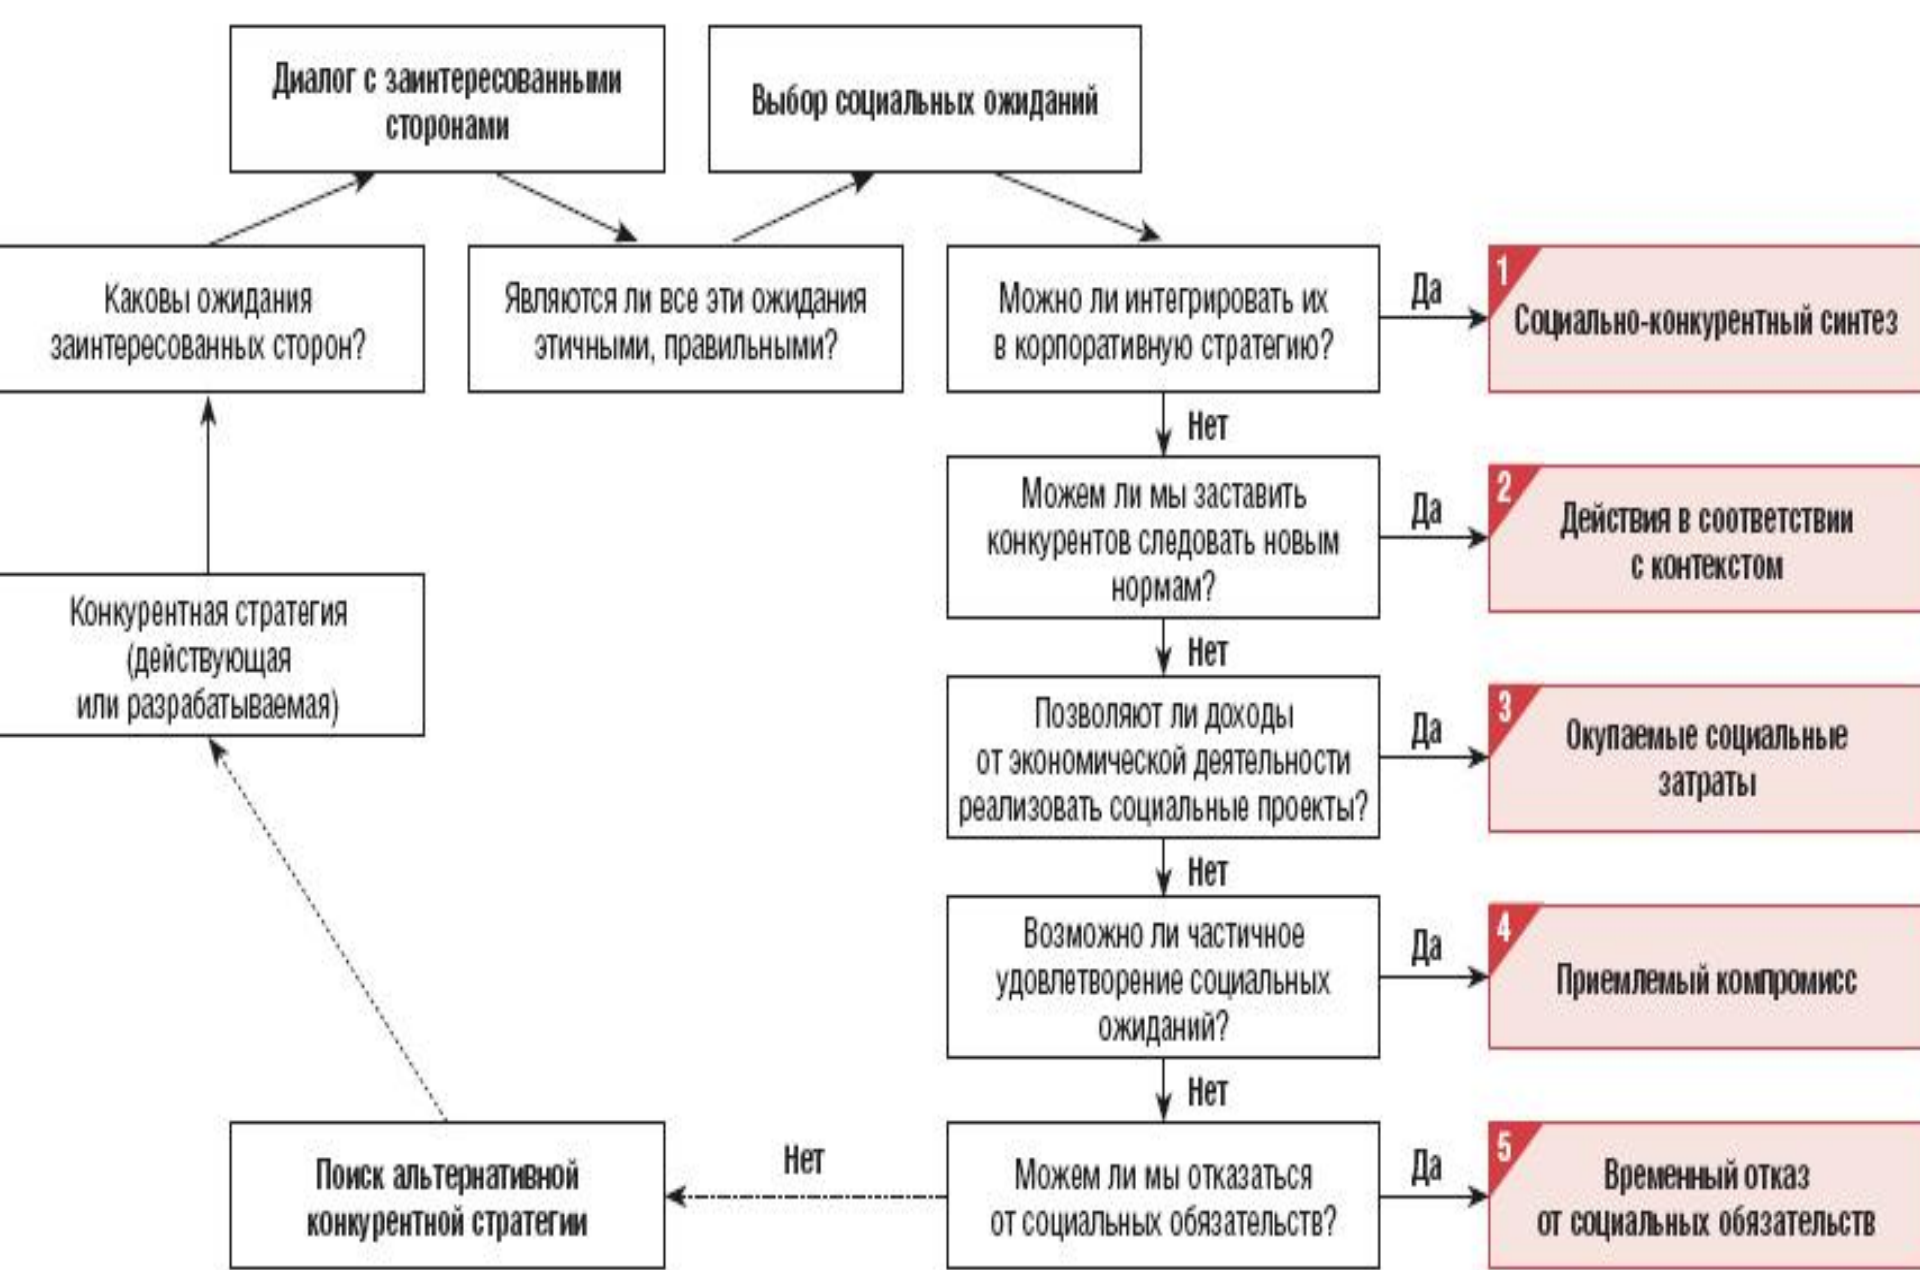 Диалог с заинтересованными
сторонами
Выбор социальных ожиданий
Каковы ожидания
заинтересованных сторон?
Являются ли все эти ожидания
этичными, правильными?
Можно ли интегрировать их
в корпоративную стратегию?
Да
1
Социально-конкурентный синтез
Нет
Можем ли мы заставить
конкурентов следовать новым
нормам?
Да
2
Действия в соответствии
с контекстом
Конкурентная стратегия
(действующая
или разрабатываемая)
Нет
Позволяют ли доходы
от экономической деятельности
реализовать социальные проекты?
Да
3
Окупаемые социальные
затраты
Нет
Возможно ли частичное
удовлетворение социальных
ожиданий?
Да
4
Приемлемый компромисс
Нет
Можем ли мы отказаться
от социальных обязательств?
Да
5
Временный отказ
от социальных обязательств
Нет
Поиск альтернативной
конкурентной стратегии